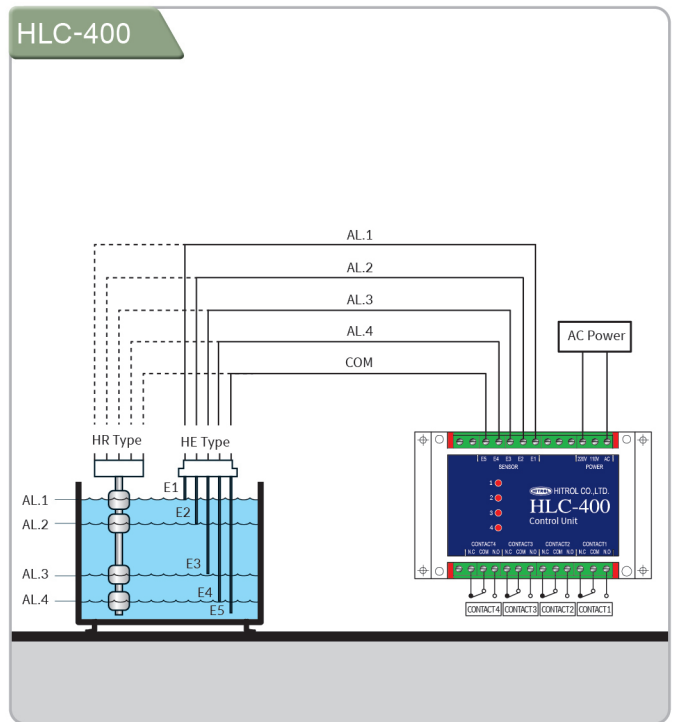 HLC-400
AL.1
AL.2
AL.3
AL.4
COM
AC Power
HR Type
HE Type
AL.1
AL.2
AL.3
AL.4
E1
E2
E3
E4
E5
E5 E4 E3 E2 E1
SENSOR
220V 110V AC
POWER
1
2
3
4
HITROL HITROL CO.,LTD.
HLC-400
Control Unit
CONTACT4 CONTACT3 CONTACT2 CONTACT1
N.C COM N.O N.C COM N.O N.C COM N.O N.C COM N.O
CONTACT4 CONTACT3 CONTACT2 CONTACT1